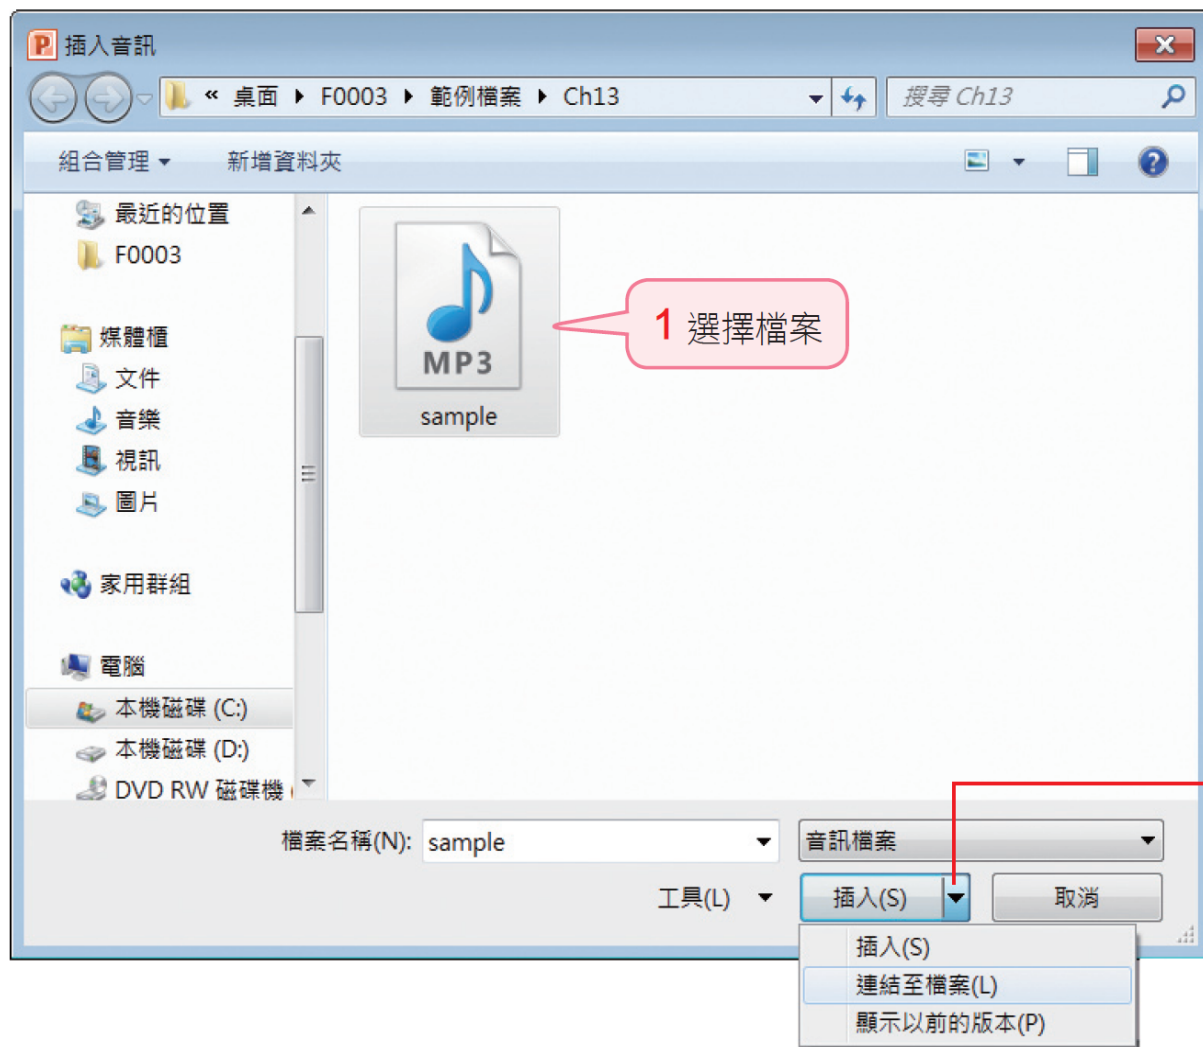 插入音訊
« 桌面 ▶ F0003 ▶ 範例檔案 ▶ Ch13
搜尋 Ch13
組合管理 ▼
新增資料夾
最近的位置
F0003
媒體櫃
文件
音樂
視訊
圖片
家用群組
電腦
本機磁碟 (C:)
本機磁碟 (D:)
DVD RW 磁碟機 (
MP3
sample
1 選擇檔案
檔案名稱(N): sample
音訊檔案
工具(L) ▼
插入(S)
取消
插入(S)
連結至檔案(L)
顯示以前的版本(P)